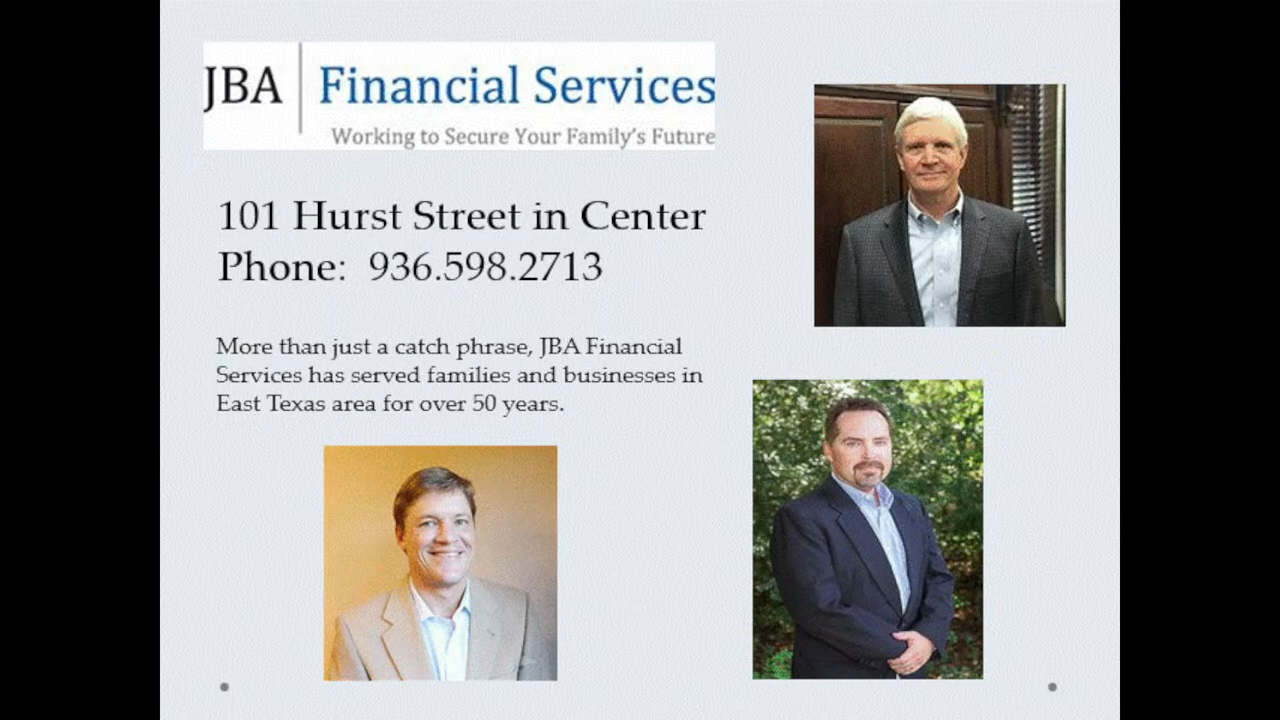 JBA Financial Services
Working to Secure Your Family's Future
101 Hurst Street in Center
Phone: 936.598.2713
More than just a catch phrase, JBA Financial
Services has served families and businesses in
East Texas area for over 50 years.